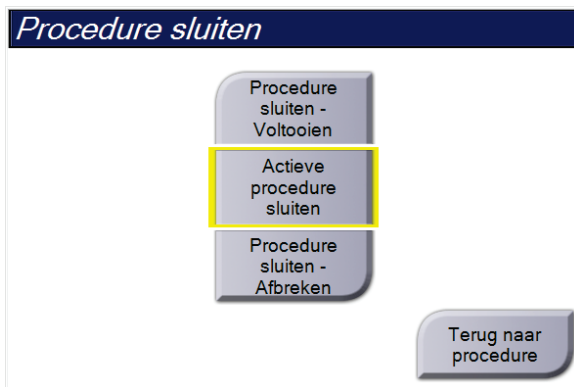 Procedure sluiten
Procedure
sluiten -
Voltooien
Actieve
procedure
sluiten
Procedure
sluiten -
Afbreken
Terug naar
procedure